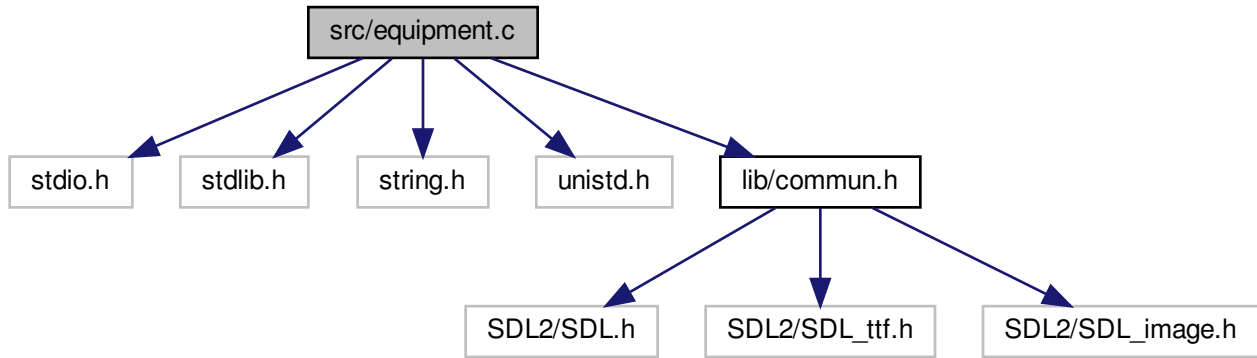 src/equipment.c
stdio.h
stdlib.h
string.h
unistd.h
lib/commun.h
SDL2/SDL.h
SDL2/SDL_ttf.h
SDL2/SDL_image.h